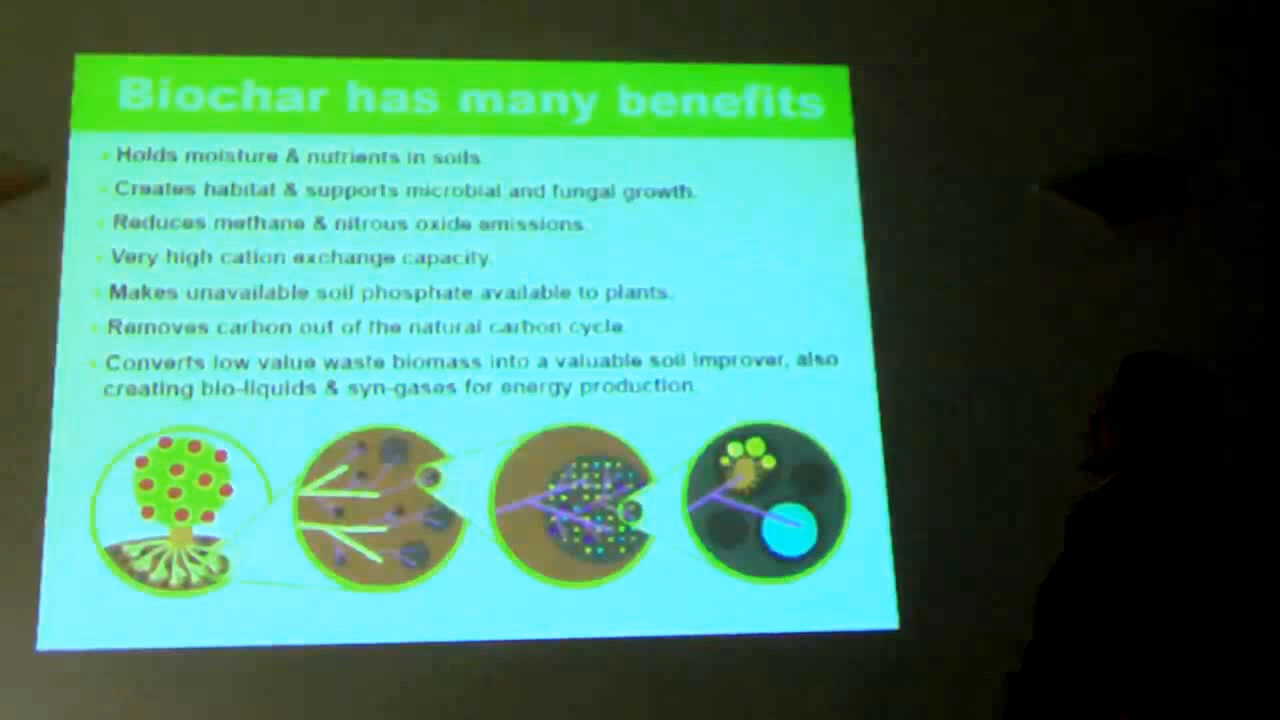 Biochar has many benefits
Holds moisture & nutrients in soils.
Creates habitat & supports microbial and fungal growth.
Reduces methane & nitrous oxide emissions.
Very high cation exchange capacity.
Makes unavailable soil phosphate available to plants.
Removes carbon out of the natural carbon cycle
Converts low value waste biomass into a valuable soil improver, also
creating bio-liquids & syn-gases for energy production.